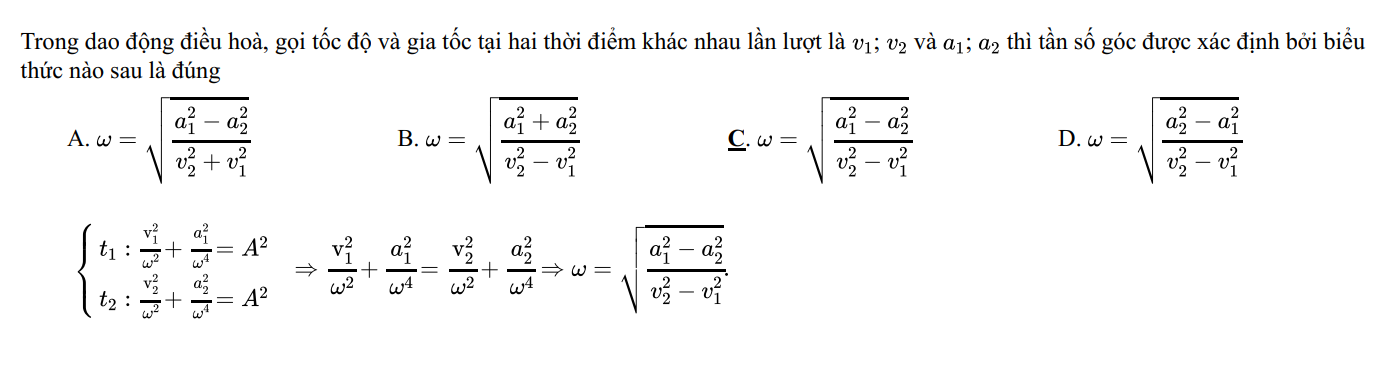 Trong dao động điều hoà, gọi tốc độ và gia tốc tại hai thời điểm khác nhau lần lượt là $v_1$; $v_2$ và $a_1$; $a_2$ thì tần số góc được xác định bởi biểu
thức nào sau là đúng
A. $\omega = \sqrt{\frac{a_1^2 - a_2^2}{v_2^2 + v_1^2}}$ B. $\omega = \sqrt{\frac{a_1^2 + a_2^2}{v_2^2 - v_1^2}}$ C. $\omega = \sqrt{\frac{a_1^2 - a_2^2}{v_2^2 - v_1^2}}$ D. $\omega = \sqrt{\frac{a_2^2 - a_1^2}{v_2^2 - v_1^2}}$
$\begin{cases} t_1 : \frac{v_1^2}{\omega^2} + \frac{a_1^2}{\omega^4} = A^2 \\ t_2 : \frac{v_2^2}{\omega^2} + \frac{a_2^2}{\omega^4} = A^2 \end{cases} \Rightarrow \frac{v_1^2}{\omega^2} + \frac{a_1^2}{\omega^4} = \frac{v_2^2}{\omega^2} + \frac{a_2^2}{\omega^4} \Rightarrow \omega = \sqrt{\frac{a_1^2 - a_2^2}{v_2^2 - v_1^2}}.$